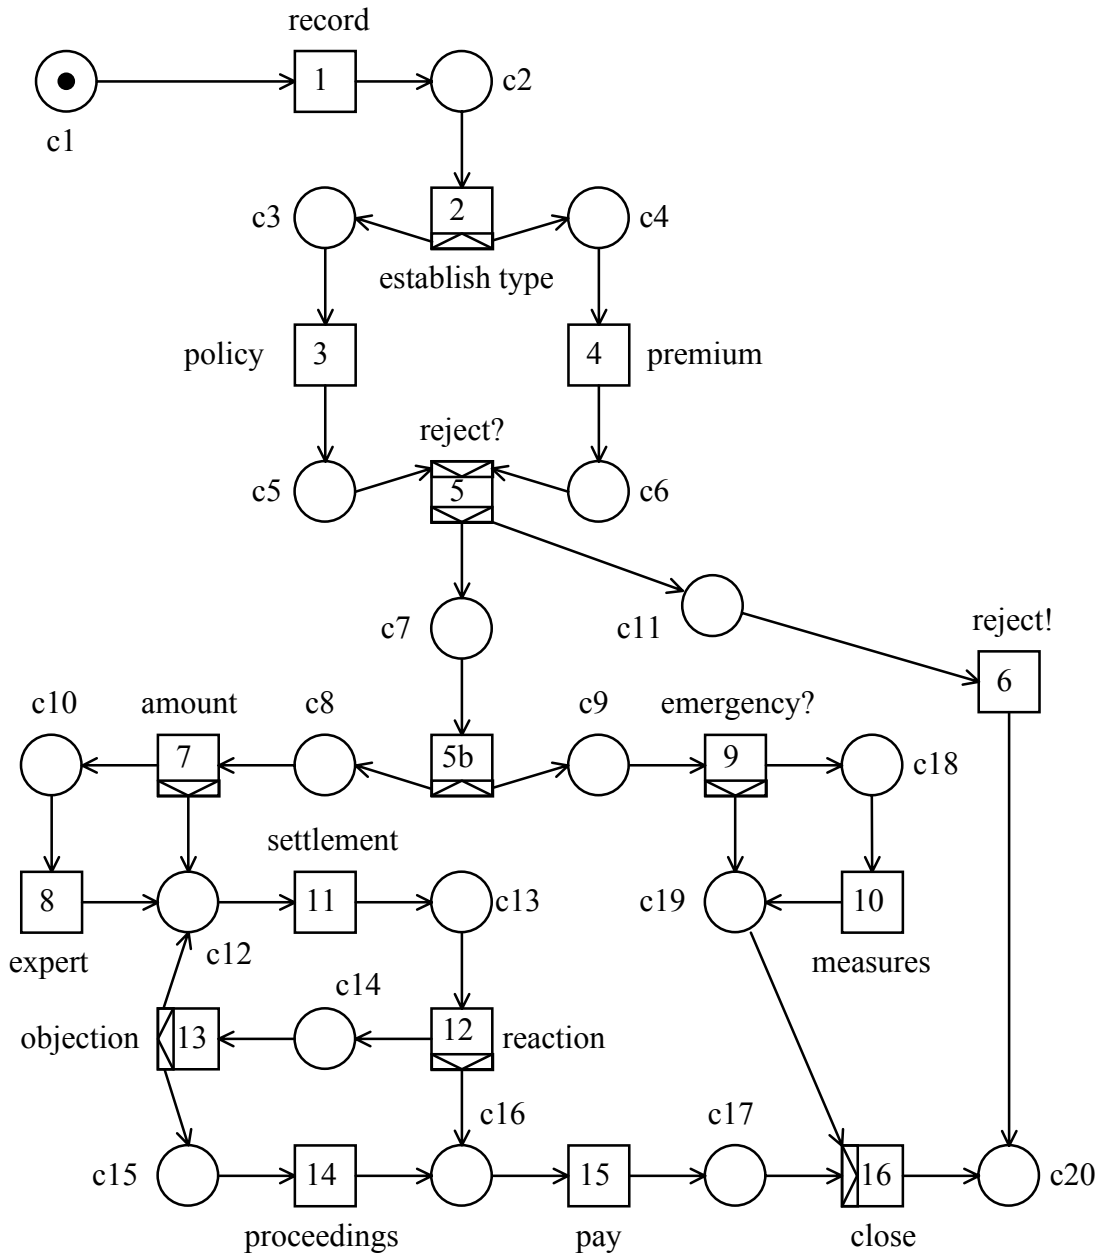 record
1
c2
c1
c3
2
c4
establish type
policy
3
4
premium
reject?
c5
5
c6
c7
c11
reject!
6
c10
amount
c8
c9
emergency?
7
5b
9
c18
settlement
8
11
c13
c19
10
expert
c12
measures
c14
objection
13
12
reaction
c16
c17
c15
14
15
16
c20
proceedings
pay
close